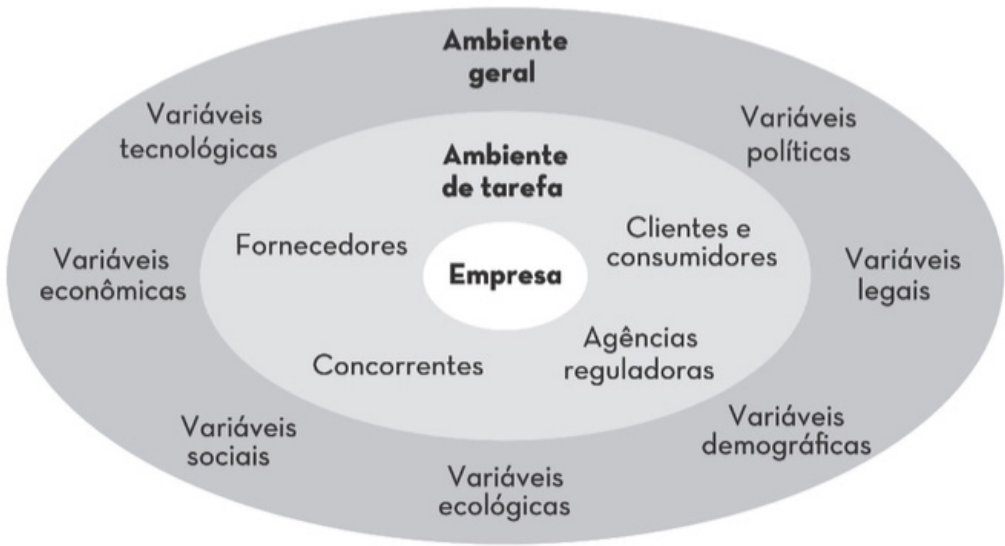 Ambiente
geral
Variáveis
tecnológicas
Variáveis
políticas
Ambiente
de tarefa
Fornecedores
Clientes e
consumidores
Variáveis
econômicas
Empresa
Variáveis
legais
Concorrentes
Agências
reguladoras
Variáveis
sociais
Variáveis
demográficas
Variáveis
ecológicas